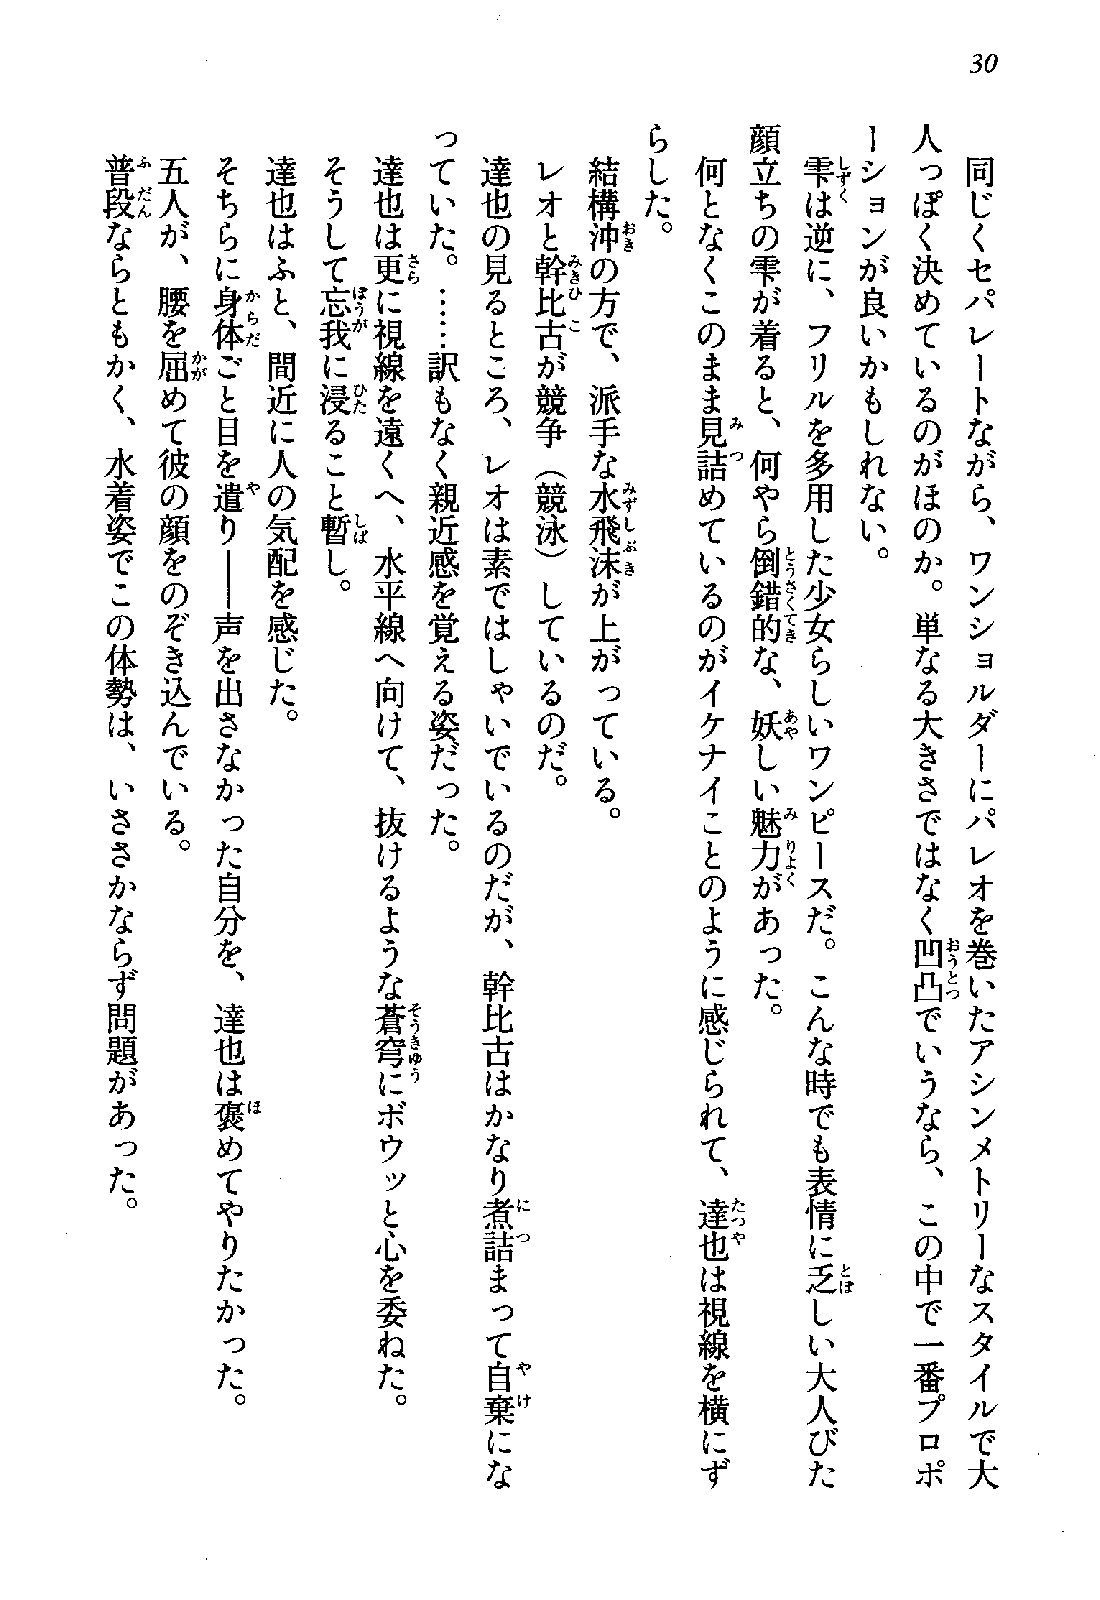 30
同じくセパレートながら、ワンショルダーにパレオを巻いたアシンメトリーなスタイルで大
人っぽく決めているのがほのか。単なる大きさではなく凹凸でいうなら、この中で一番プロポ
ーションが良いかもしれない。
雫は逆に、フリルを多用した少女らしいワンピースだ。こんな時でも表情に乏しい大人びた
顔立ちの雫が着ると、何やら倒錯的な、妖しい魅力があった。
何となくこのまま見詰めているのがイケナイことのように感じられて、達也は視線を横にず
らした。
結構沖の方で、派手な水飛沫が上がっている。
レオと幹比古が競争（競泳）しているのだ。
達也の見るところ、レオは素ではしゃいでいるのだが、幹比古はかなり煮詰まって自棄にな
っていた。……訳もなく親近感を覚える姿だった。
達也は更に視線を遠くへ、水平線へ向けて、抜けるような蒼穹にボウッと心を委ねた。
そうして忘我に浸ること暫し。
達也はふと、間近に人の気配を感じた。
そちらに身体ごと目を遣り――声を出さなかった自分を、達也は褒めてやりたかった。
五人が、腰を屈めて彼の顔をのぞき込んでいる。
普段ならともかく、水着姿でこの体勢は、いささかならず問題があった。